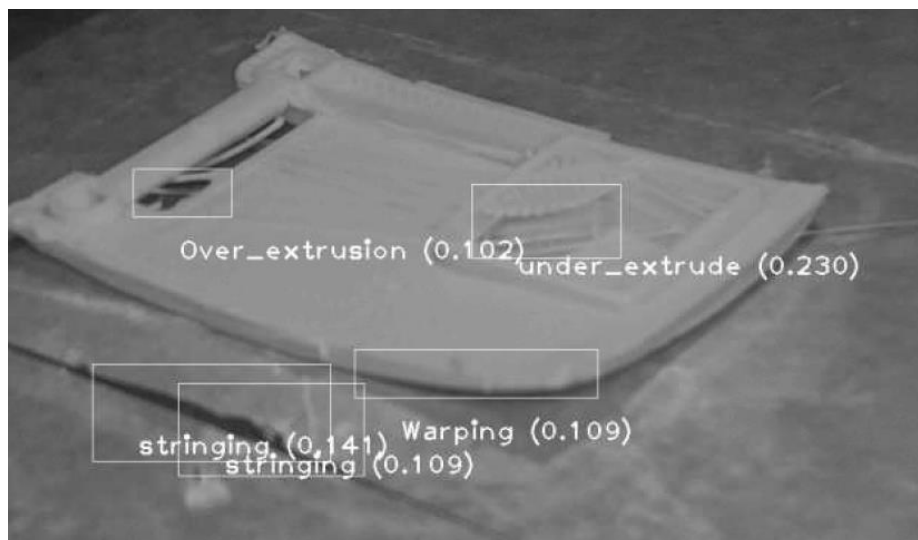 Over_extrusion (0.102)
under_extrude (0.230)
Warping (0.109)
stringing (0.141)
stringing (0.109)